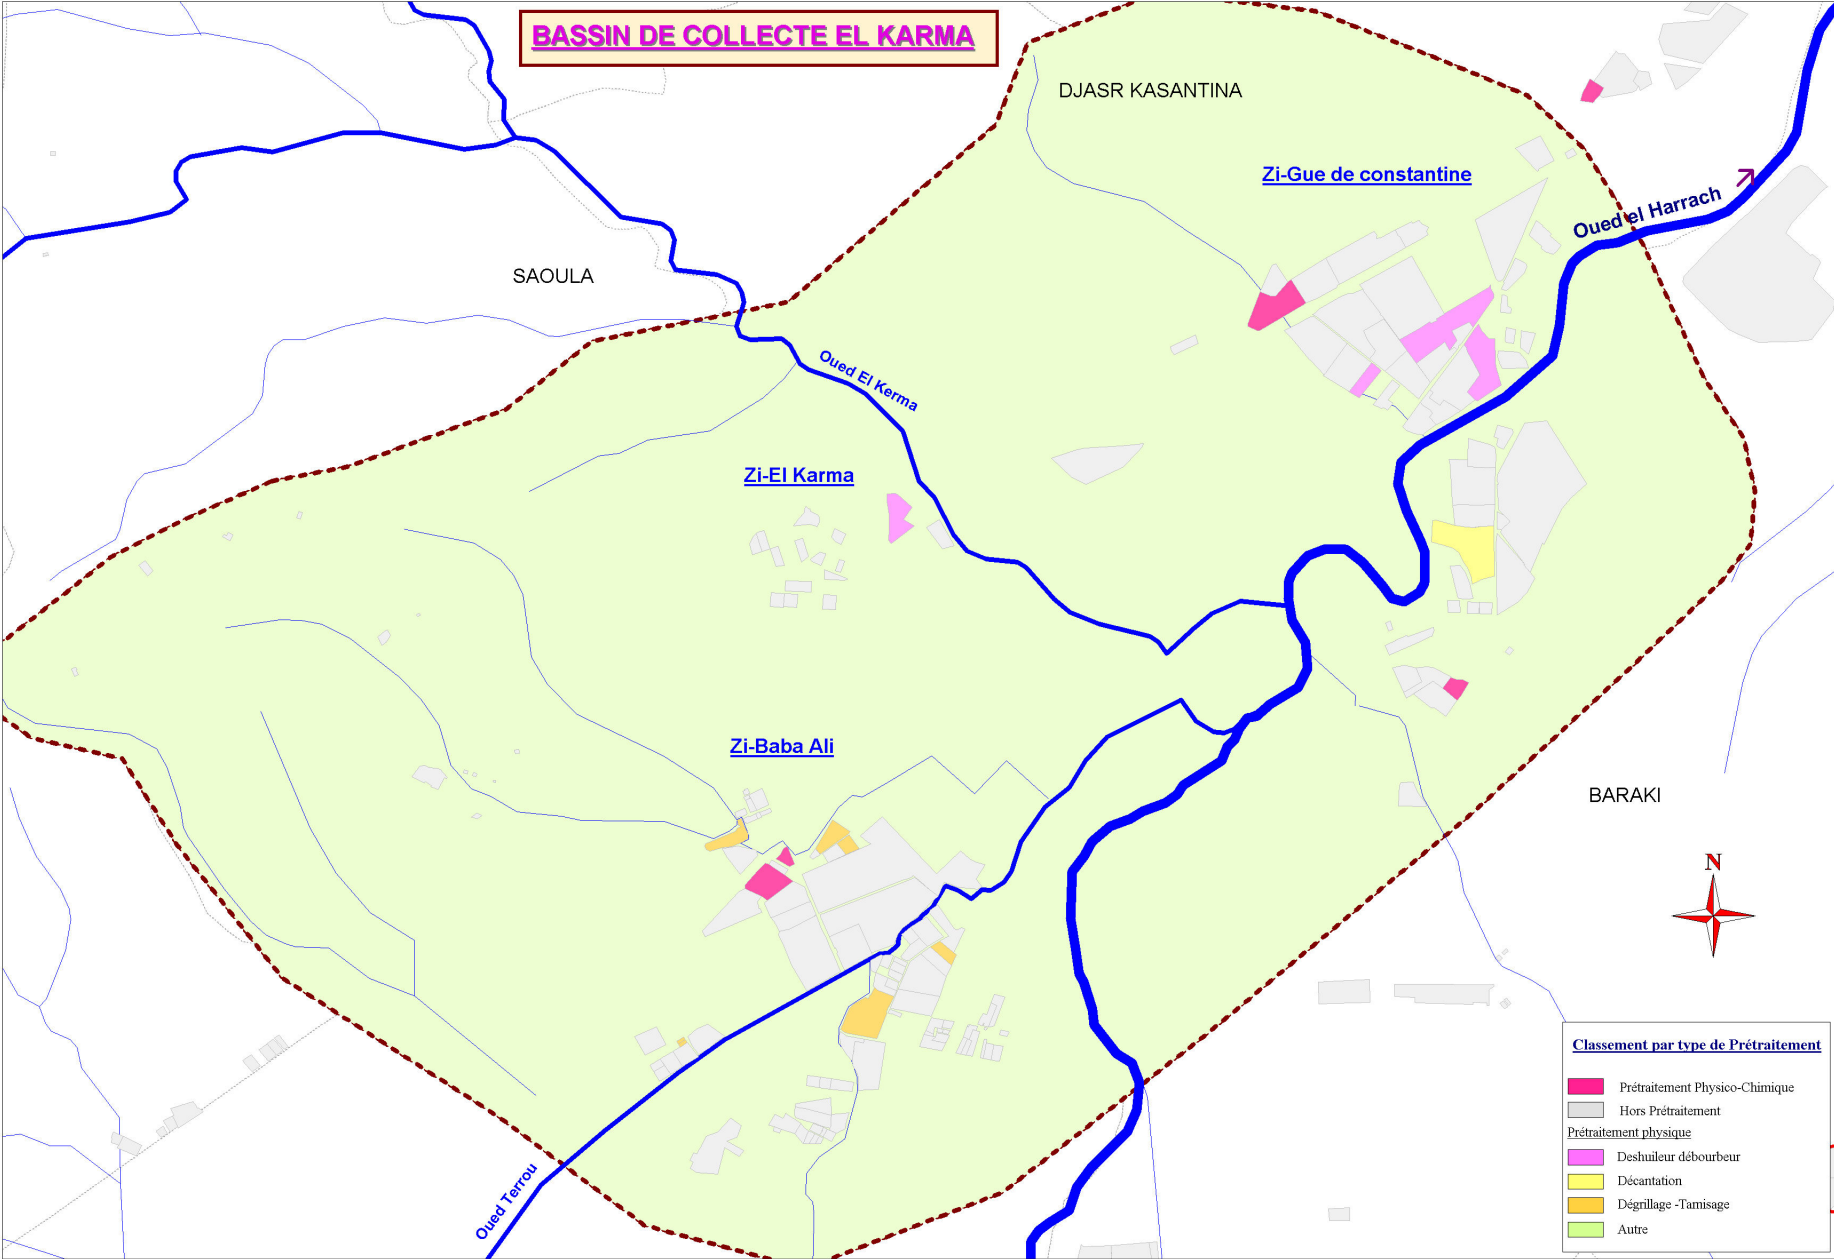 BASSIN DE COLLECTE EL KARMA
DJASR KASANTINA
Zi-Gue de constantine
Oued el Harrach
SAOULA
Oued El Kerma
Zi-El Karma
Zi-Baba Ali
BARAKI
N
Oued Terrou
Classement par type de Prétraitement
Prétraitement Physico-Chimique
Hors Prétraitement
Prétraitement physique
Deshuileur débourbeur
Décantation
Dégrillage -Tamisage
Autre